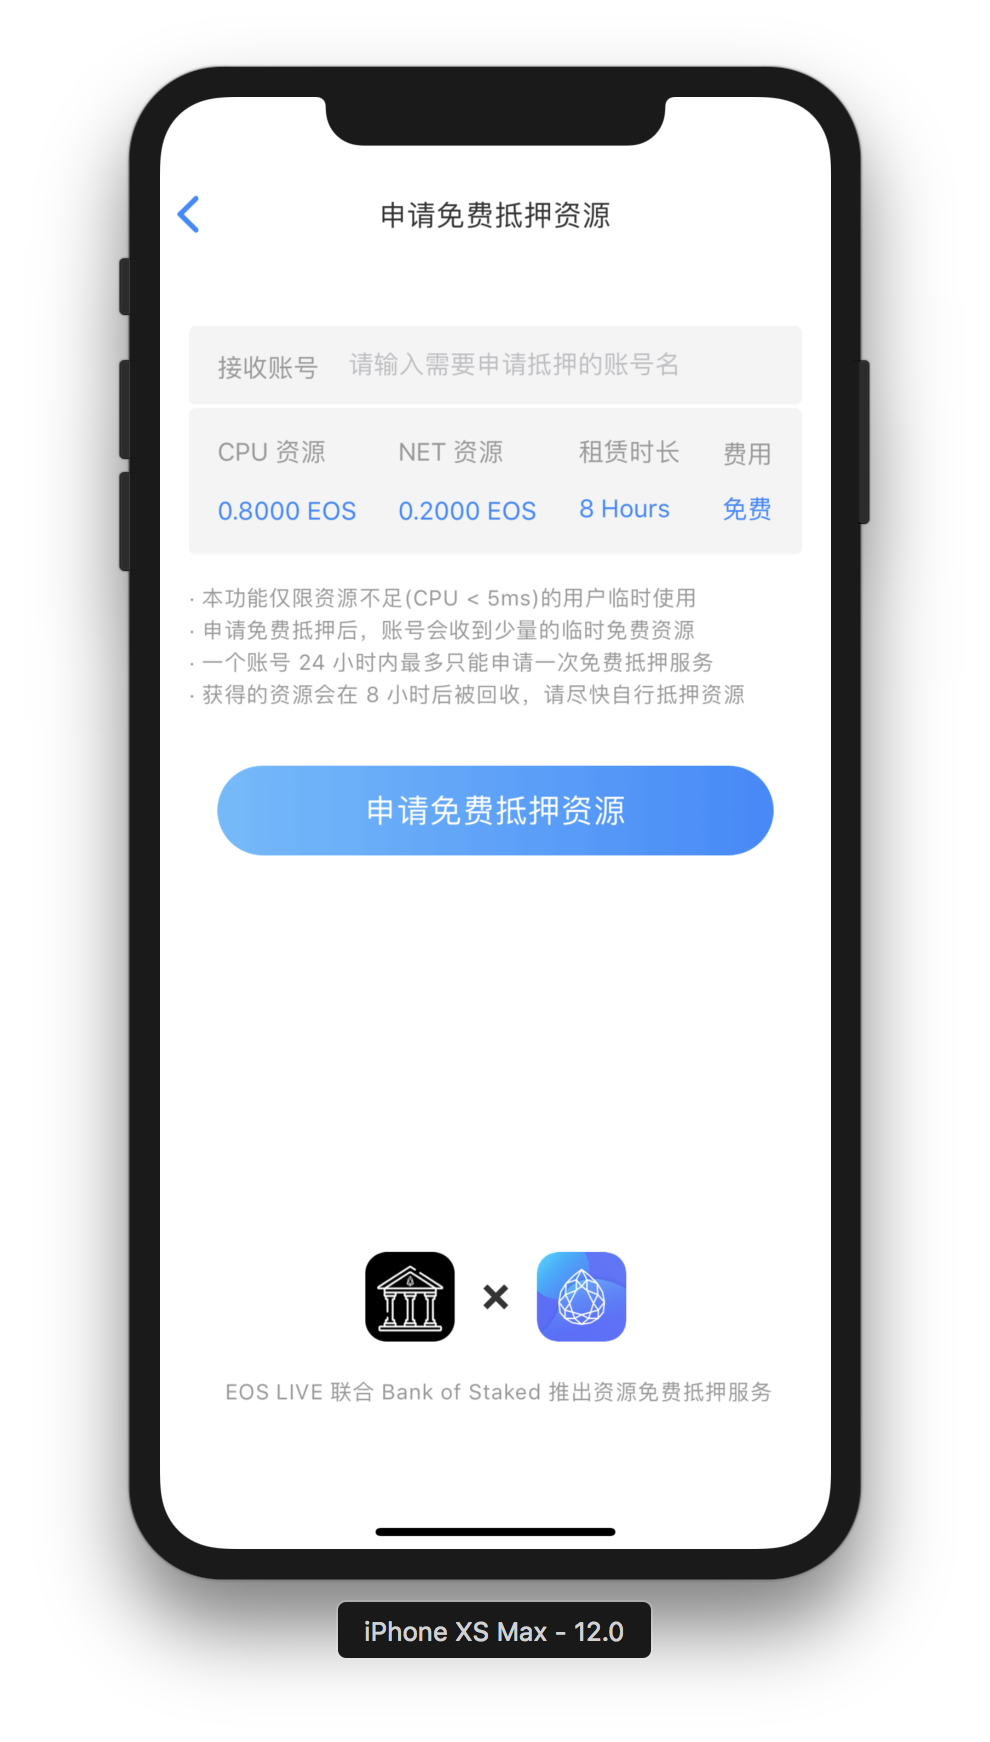 申请免费抵押资源
接收账号 请输入需要申请抵押的账号名
CPU 资源 NET 资源 租赁时长 费用
0.8000 EOS 0.2000 EOS 8 Hours 免费
· 本功能仅限资源不足(CPU < 5ms)的用户临时使用
· 申请免费抵押后，账号会收到少量的临时免费资源
· 一个账号 24 小时内最多只能申请一次免费抵押服务
· 获得的资源会在 8 小时后被回收，请尽快自行抵押资源
申请免费抵押资源
EOS LIVE 联合 Bank of Staked 推出资源免费抵押服务
iPhone XS Max - 12.0